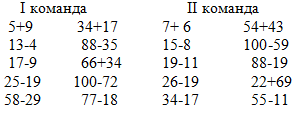 I команда II команда
5+9 34+17 7+ 6 54+43
13-4 88-35 15-8 100-59
17-9 66+34 19-11 88-19
25-19 100-72 26-19 22+69
58-29 77-18 34-17 55-11